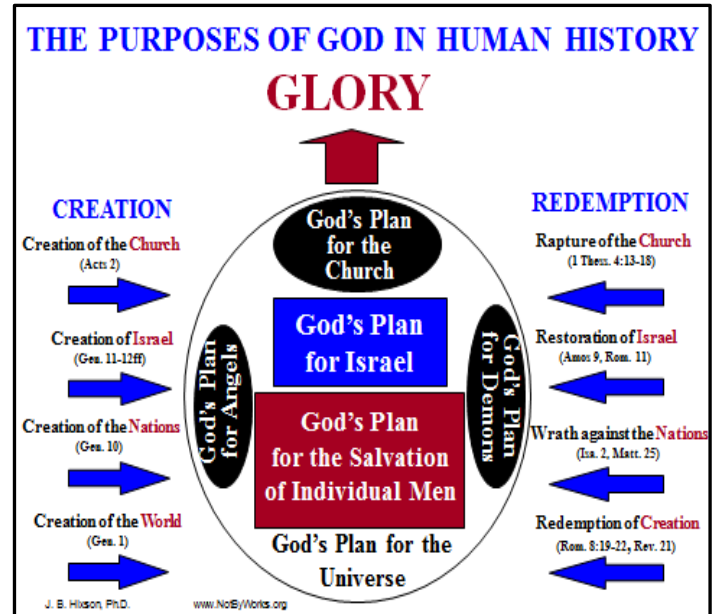 THE PURPOSES OF GOD IN HUMAN HISTORY
GLORY
CREATION
Creation of the Church
(Acts 2)
Creation of Israel
(Gen. 11-12ff)
Creation of the Nations
(Gen. 10)
Creation of the World
(Gen. 1)
God's Plan
for the
Church
God's Plan
for Israel
God's Plan
for Angels
God's Plan
for Demons
God's Plan
for the Salvation
of Individual Men
God's Plan for the
Universe
REDEMPTION
Rapture of the Church
(1 Thess. 4:13-18)
Restoration of Israel
(Amos 9, Rom. 11)
Wrath against the Nations
(Isa. 2, Matt. 25)
Redemption of Creation
(Rom. 8:19-22, Rev. 21)
J. B. Hixson, Ph.D.
www.NotByWorks.org